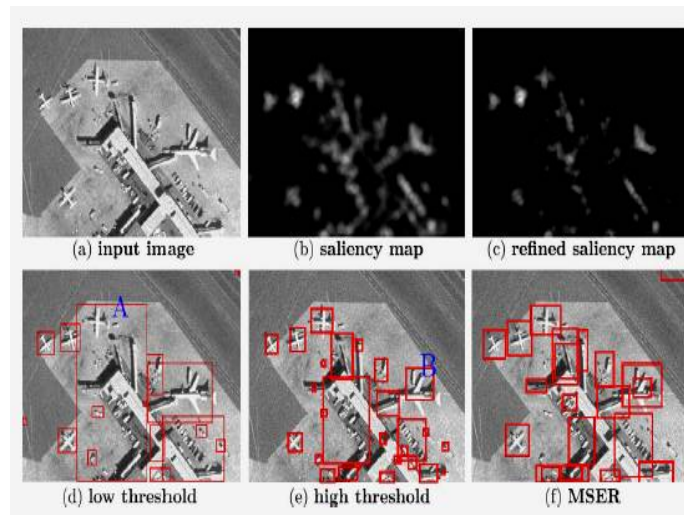 (a) input image
(b) saliency map
(c) refined saliency map
A
B
(d) low threshold
(e) high threshold
(f) MSER